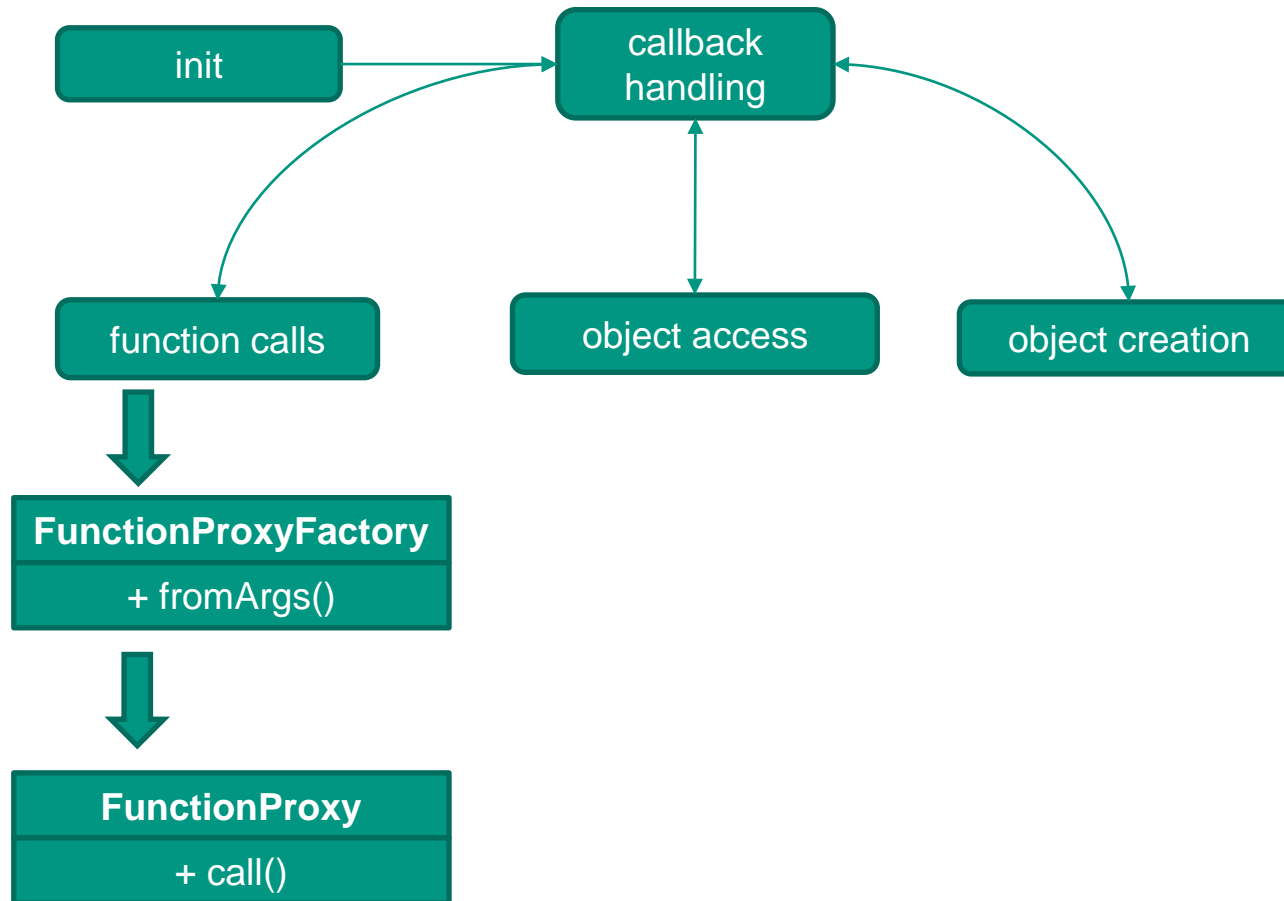 init
callback
handling
function calls
object access
object creation
FunctionProxyFactory
+ fromArgs()
FunctionProxy
+ call()